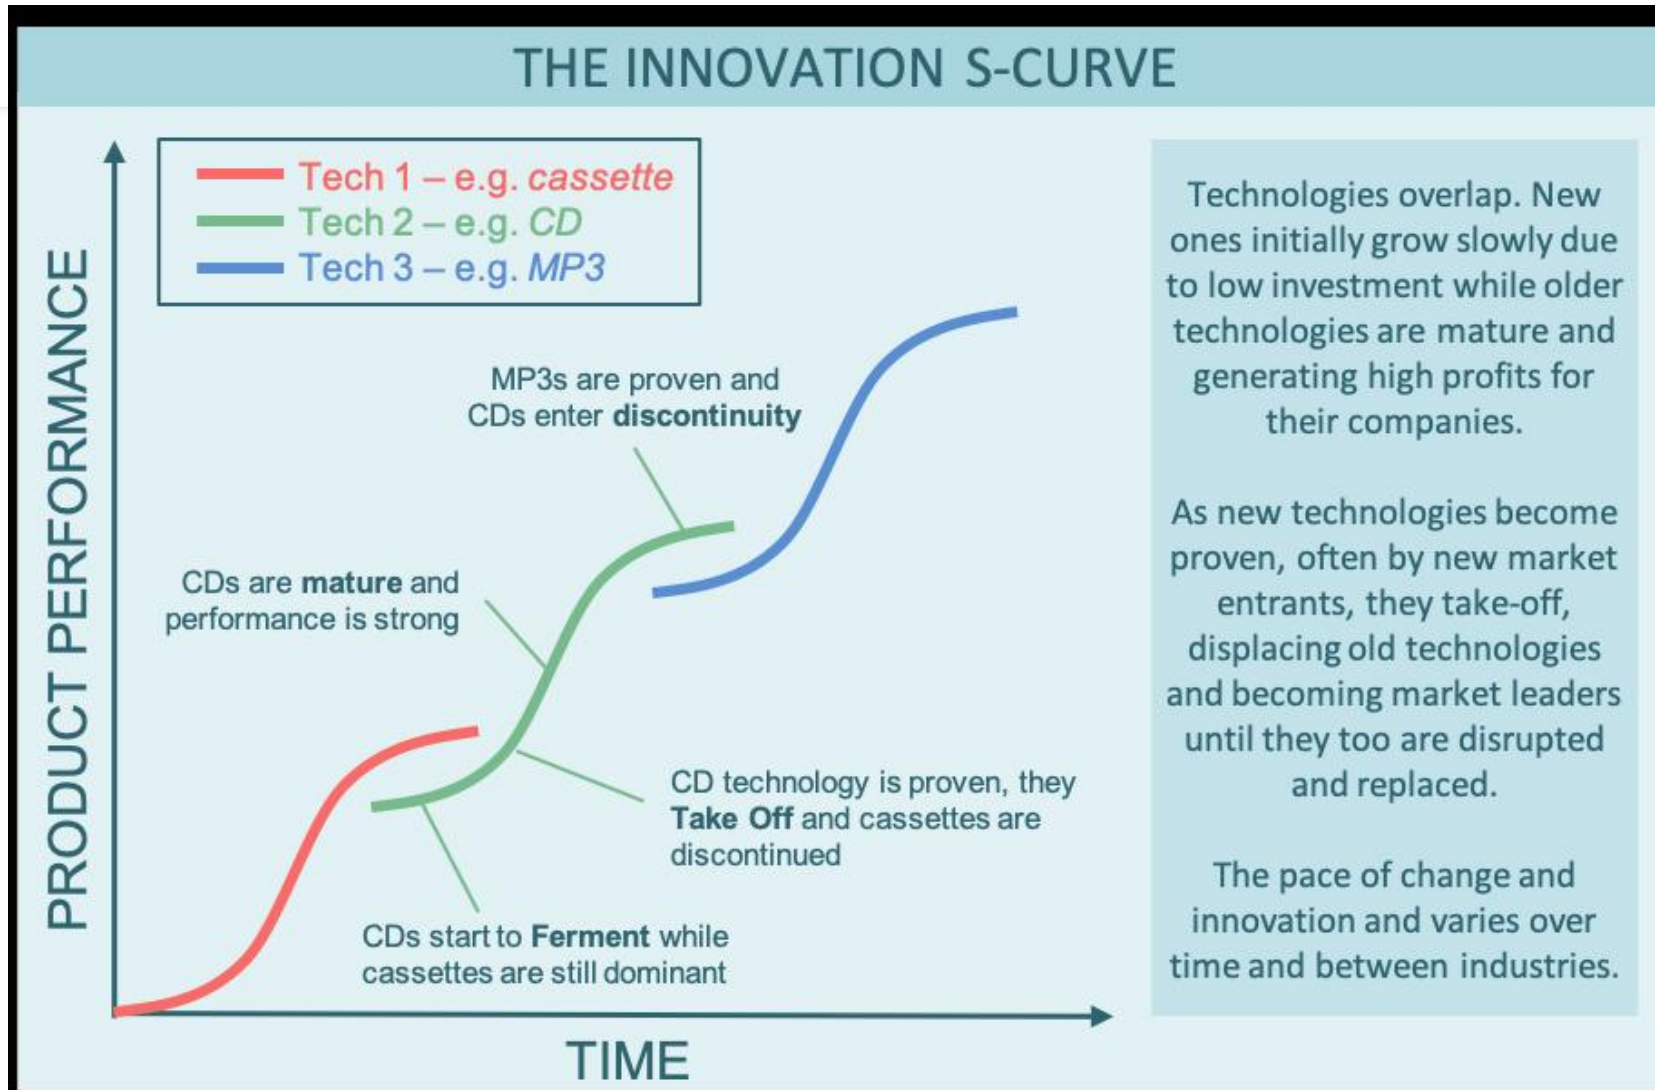 THE INNOVATION S-CURVE
PRODUCT PERFORMANCE
Tech 1 – e.g. cassette
Tech 2 – e.g. CD
Tech 3 – e.g. MP3
MP3s are proven and
CDs enter discontinuity
CDs are mature and
performance is strong
CD technology is proven, they
Take Off and cassettes are
discontinued
CDs start to Ferment while
cassettes are still dominant
TIME
Technologies overlap. New
ones initially grow slowly due
to low investment while older
technologies are mature and
generating high profits for
their companies.
As new technologies become
proven, often by new market
entrants, they take-off,
displacing old technologies
and becoming market leaders
until they too are disrupted
and replaced.
The pace of change and
innovation and varies over
time and between industries.